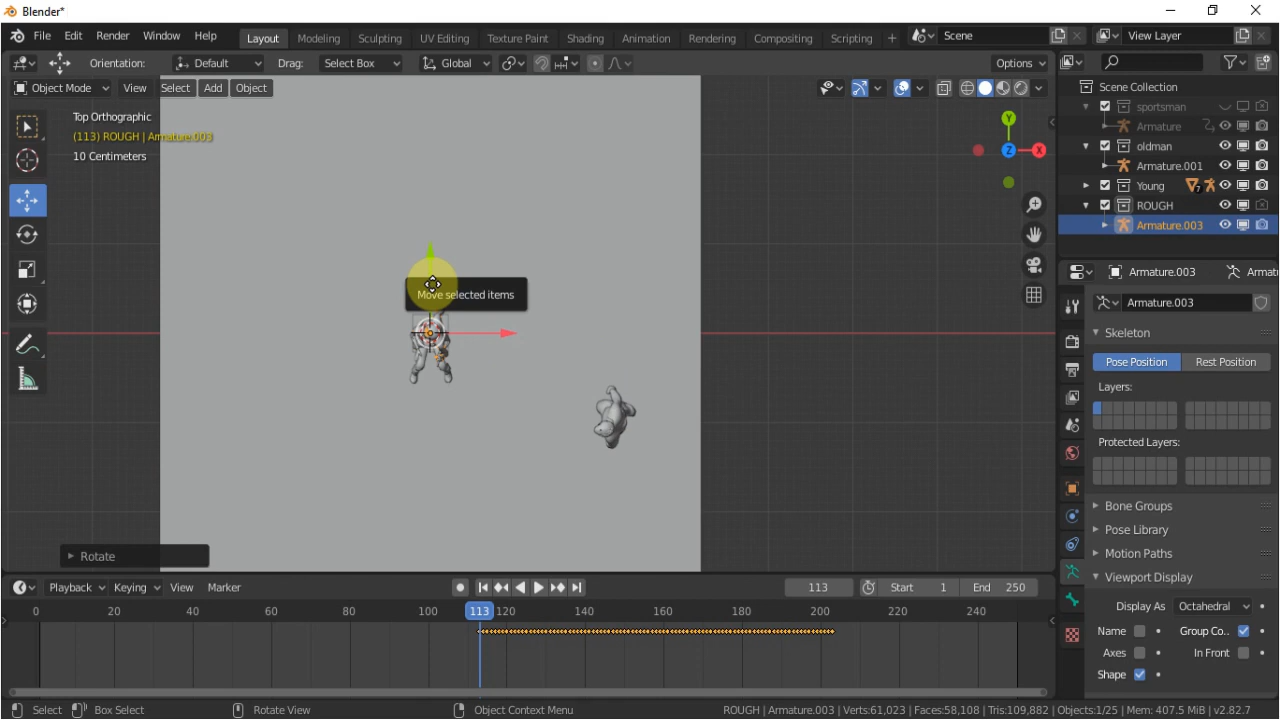 Blender*
File Edit Render Window Help Layout Modeling Sculpting UV Editing Texture Paint Shading Animation Rendering Compositing Scripting + Scene View Layer
Orientation: Default Drag: Select Box Global Options
Object Mode View Select Add Object
Top Orthographic
(113) ROUGH | Armature.003
10 Centimeters
Y
Z
X
Move selected items
Rotate
Scene Collection
sportsman
Armature
oldman
Armature.001
Young 7
ROUGH
Armature.003
Armature.003 Armat
Armature.003
Skeleton
Pose Position Rest Position
Layers:
Protected Layers:
Bone Groups
Pose Library
Motion Paths
Viewport Display
Display As Octahedral
Name Group Co..
Axes In Front
Shape
Playback Keying View Marker 113 Start 1 End 250
0 20 40 60 80 100 113 120 140 160 180 200 220 240
Select Box Select Rotate View Object Context Menu ROUGH | Armature.003 | Verts:61,023 | Faces:58,108 | Tris:109,882 | Objects:1/25 | Mem: 407.5 MiB | v2.82.7